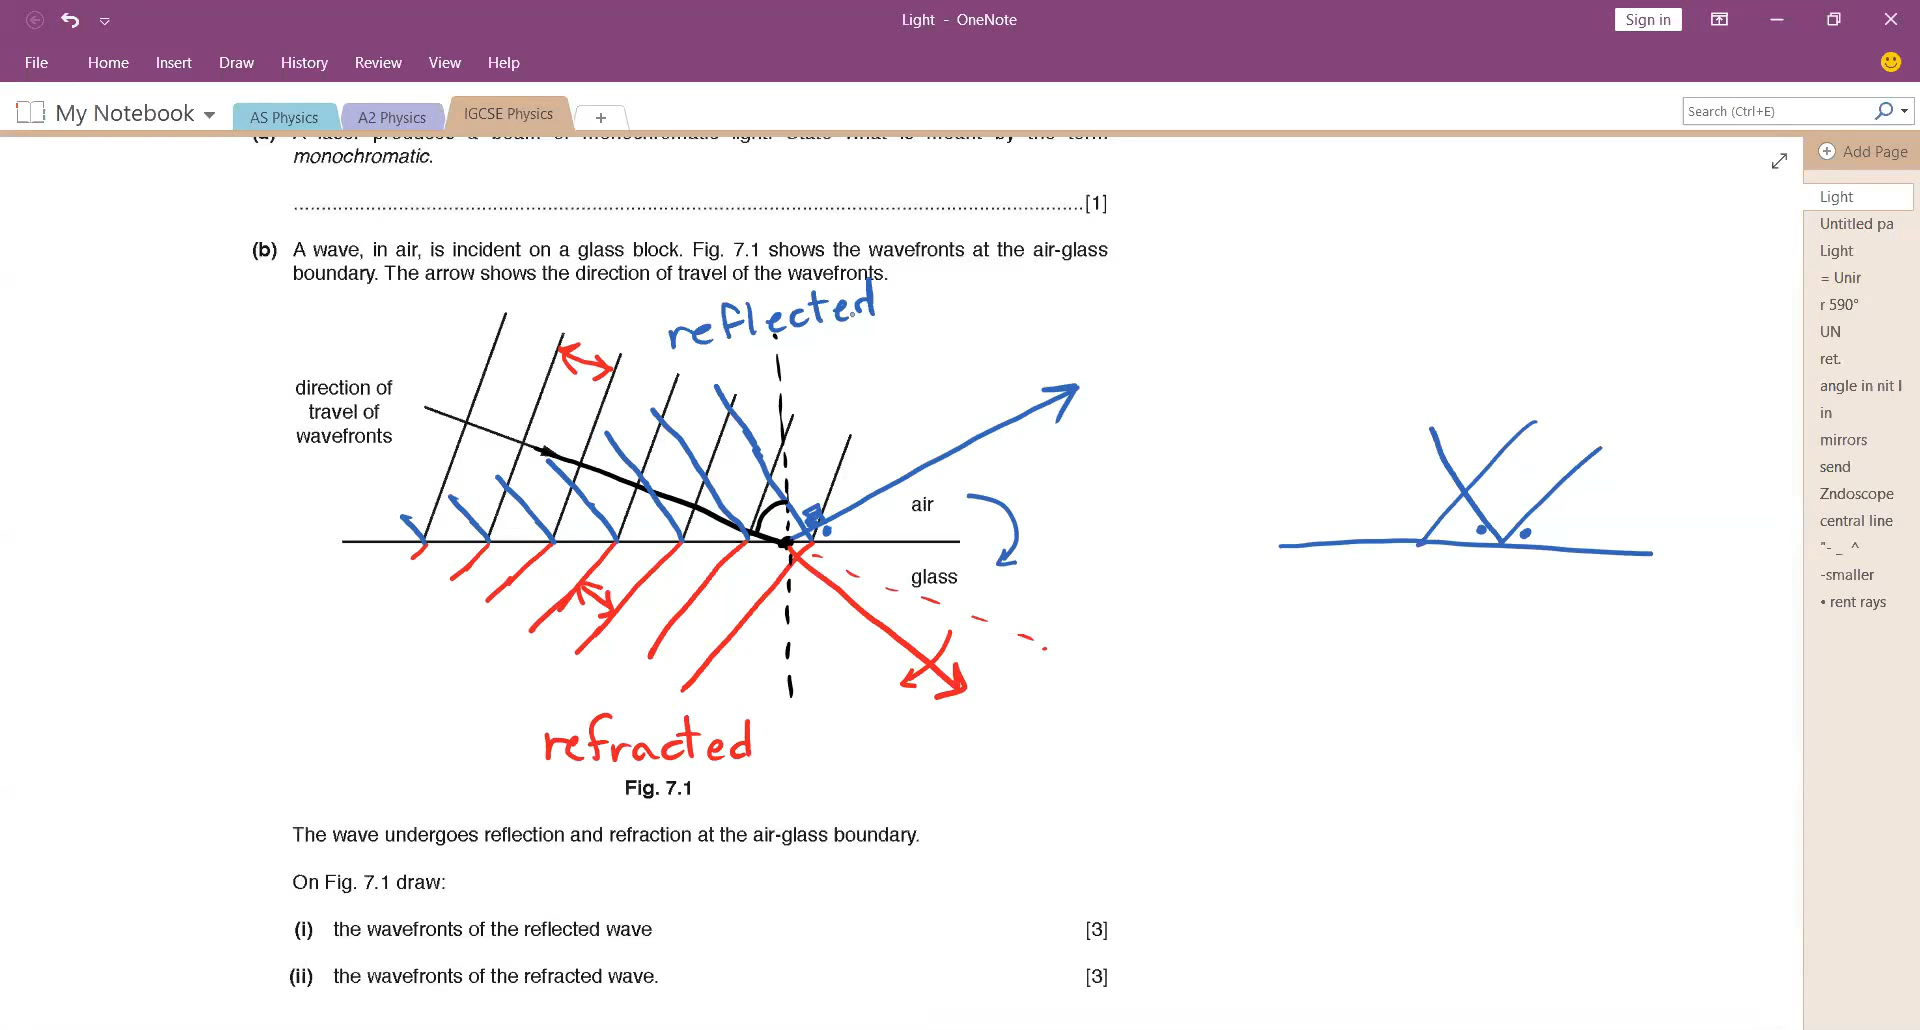 Light - OneNote
Sign in
File Home Insert Draw History Review View Help
My Notebook
AS Physics
A2 Physics
IGCSE Physics
+
Search (Ctrl+E)
Add Page
Light
Untitled pa
Light
= Unir
r 590°
UN
ret.
angle in nit I
in
mirrors
send
Zndoscope
central line
"- _ ^
-smaller
• rent rays
monochromatic.
[1]
(b) A wave, in air, is incident on a glass block. Fig. 7.1 shows the wavefronts at the air-glass
boundary. The arrow shows the direction of travel of the wavefronts.
reflected
direction of
travel of
wavefronts
air
glass
refracted
Fig. 7.1
The wave undergoes reflection and refraction at the air-glass boundary.
On Fig. 7.1 draw:
(i) the wavefronts of the reflected wave [3]
(ii) the wavefronts of the refracted wave. [3]